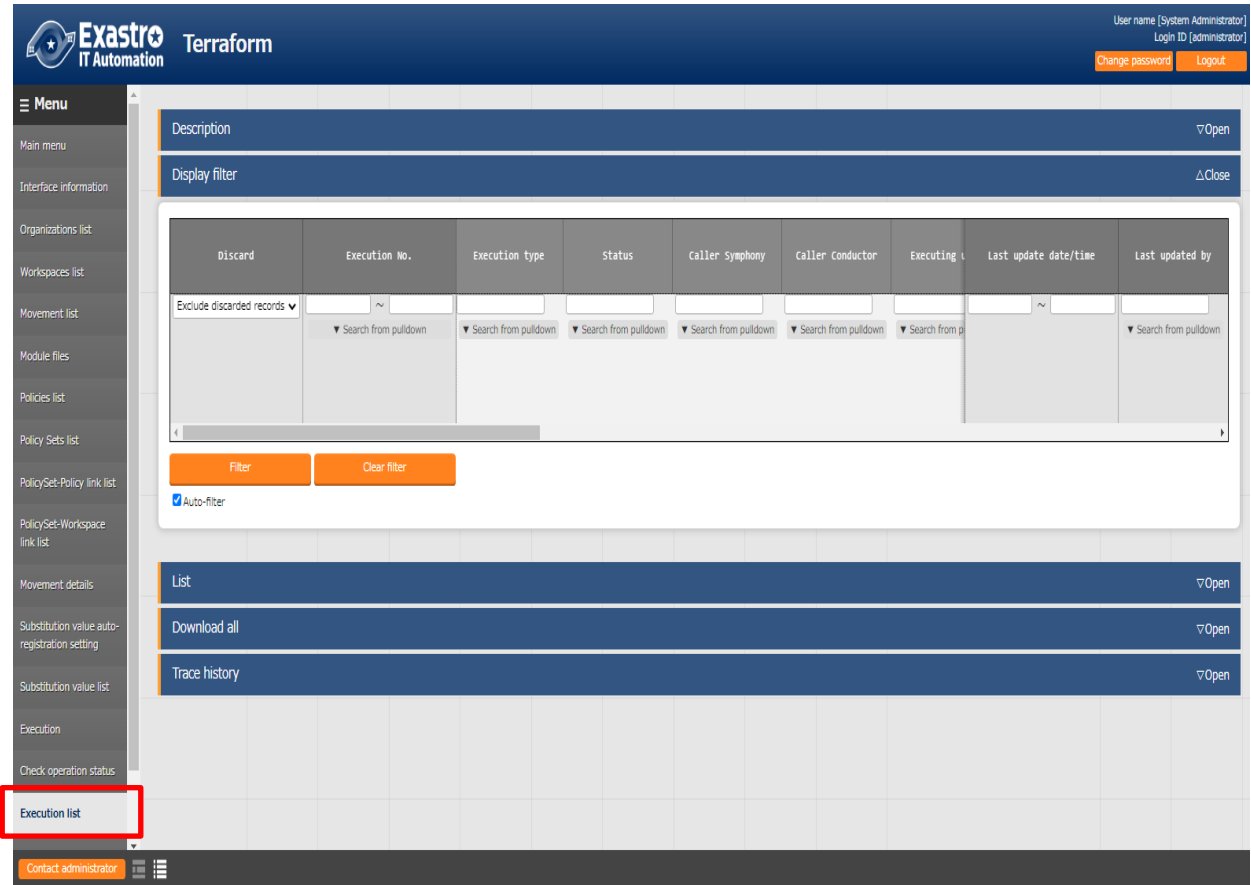 Exastro
IT Automation
Terraform
User name [System Administrator]
Login ID [administrator]
Change password
Logout
Menu
Main menu
Interface information
Organizations list
Workspaces list
Movement list
Module files
Policies list
Policy Sets list
PolicySet-Policy link list
PolicySet-Workspace
link list
Movement details
Substitution value auto-
registration setting
Substitution value list
Execution
Check operation status
Execution list
Description
▽Open
Display filter
△Close
Discard
Execution No.
Execution type
Status
Caller Symphony
Caller Conductor
Executing
Last update date/time
Last updated by
Exclude discarded records
~
~
▼ Search from pulldown
▼ Search from pulldown
▼ Search from pulldown
▼ Search from pulldown
▼ Search from pulldown
▼ Search from p
▼ Search from pulldown
Filter
Clear filter
Auto-filter
List
▽Open
Download all
▽Open
Trace history
▽Open
Contact administrator